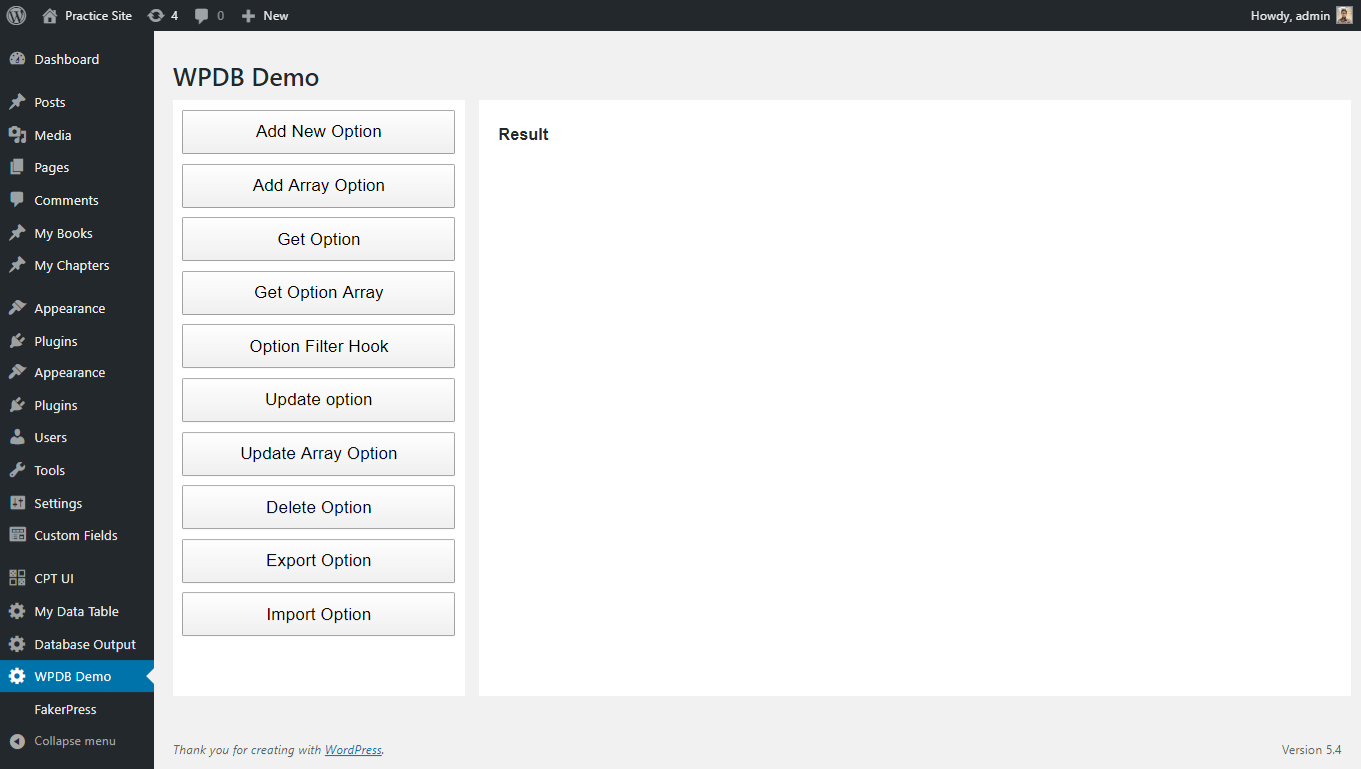 Practice Site 4 0 New Howdy, admin
Dashboard
Posts
Media
Pages
Comments
My Books
My Chapters
Appearance
Plugins
Appearance
Plugins
Users
Tools
Settings
Custom Fields
CPT UI
My Data Table
Database Output
WPDB Demo
FakerPress
Collapse menu
WPDB Demo
Add New Option
Add Array Option
Get Option
Get Option Array
Option Filter Hook
Update option
Update Array Option
Delete Option
Export Option
Import Option
Result
Thank you for creating with WordPress.
Version 5.4